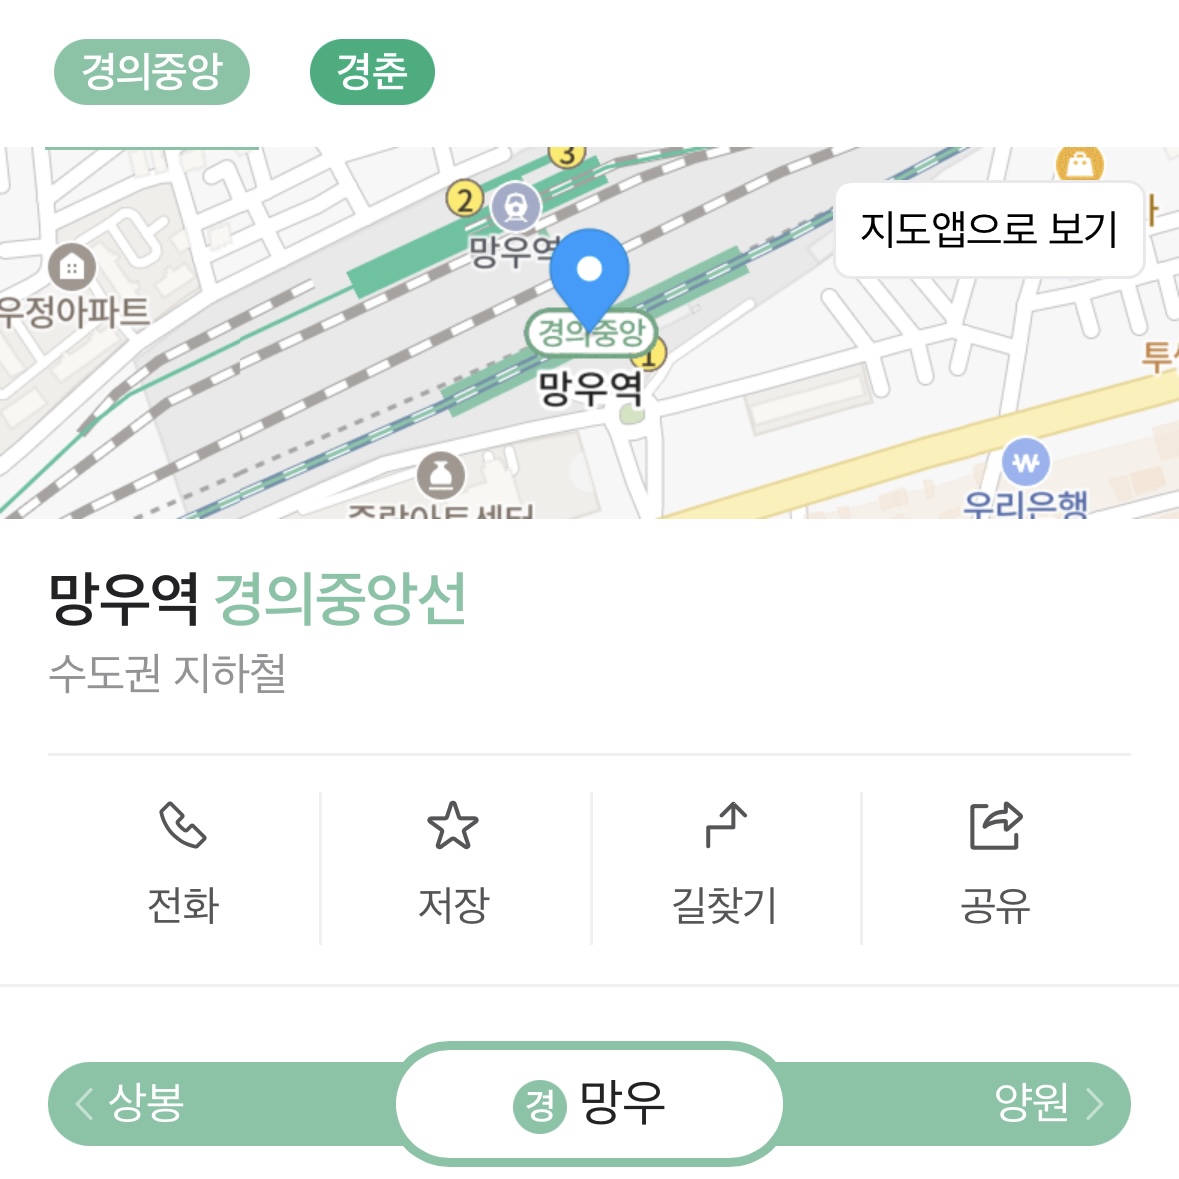 경의중앙 경춘
3
2
망우역
지도앱으로 보기
우정아파트
경의중앙
1
망우역
우리은행
망우역 경의중앙선
수도권 지하철
전화 저장 길찾기 공유
상봉 경 망우 양원